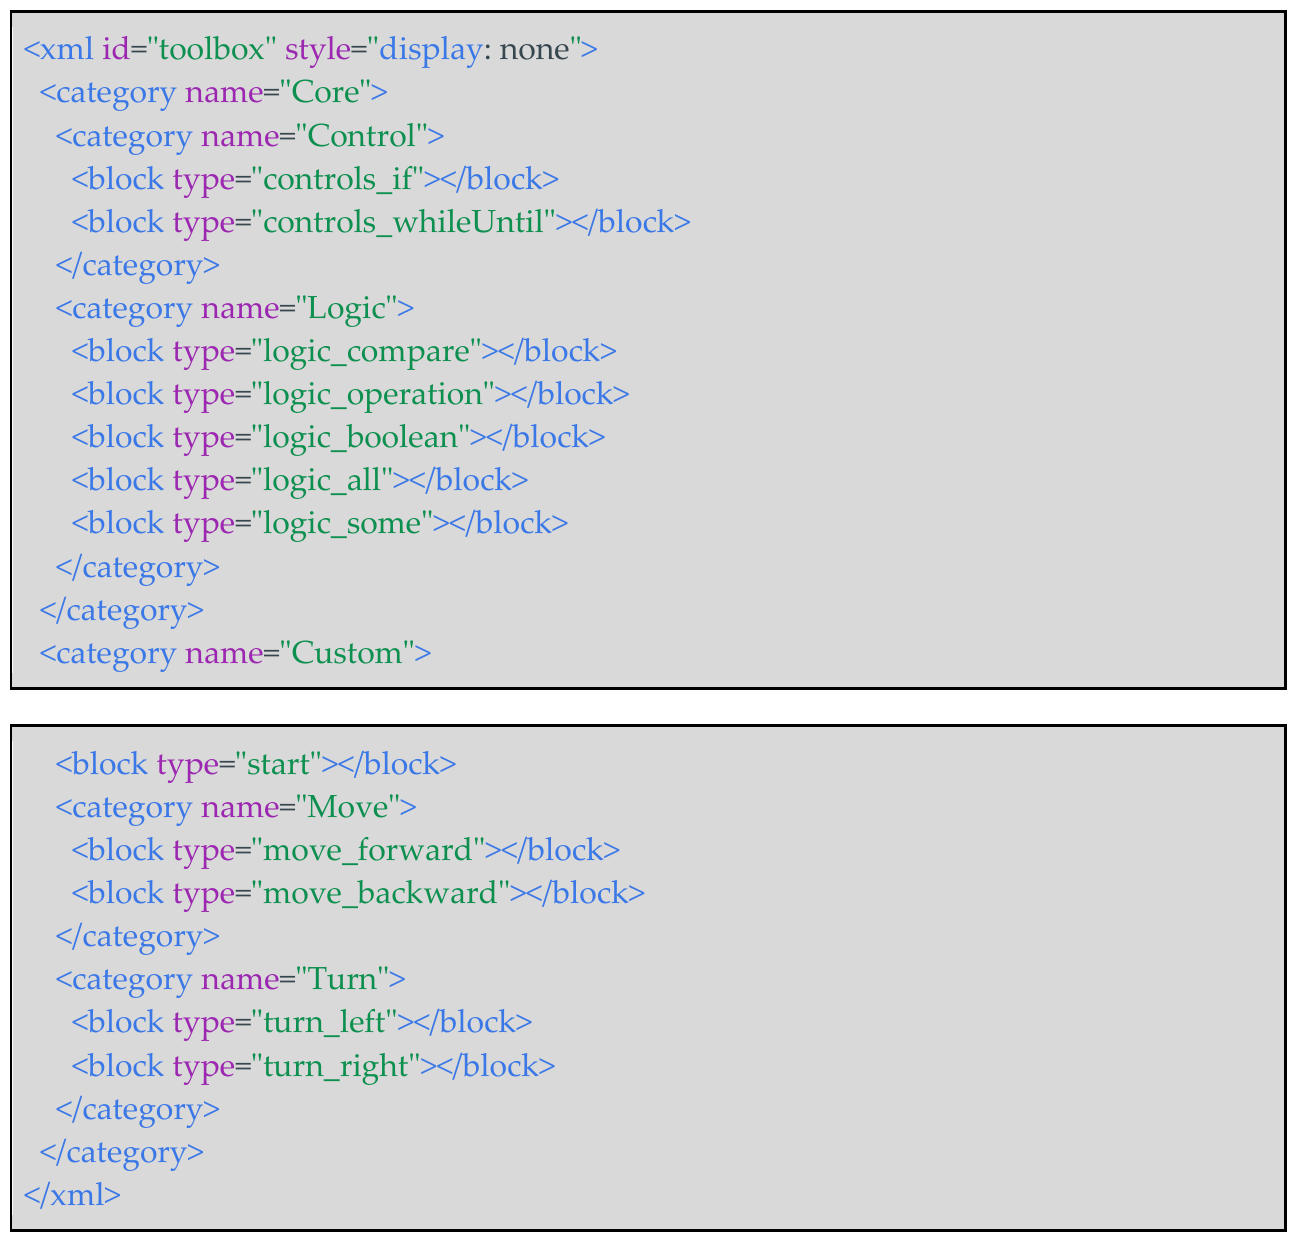 <xml id="toolbox" style="display: none">
<category name="Core">
<category name="Control">
<block type="controls_if"></block>
<block type="controls_whileUntil"></block>
</category>
<category name="Logic">
<block type="logic_compare"></block>
<block type="logic_operation"></block>
<block type="logic_boolean"></block>
<block type="logic_all"></block>
<block type="logic_some"></block>
</category>
</category>
<category name="Custom">
<block type="start"></block>
<category name="Move">
<block type="move_forward"></block>
<block type="move_backward"></block>
</category>
<category name="Turn">
<block type="turn_left"></block>
<block type="turn_right"></block>
</category>
</category>
</xml>